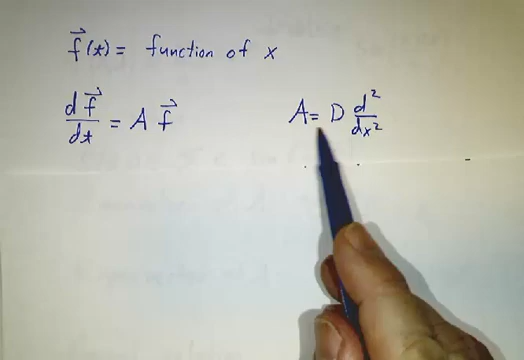 f⃗(t) = function of x
df⃗/dt = A f⃗
A = D d²/dx²